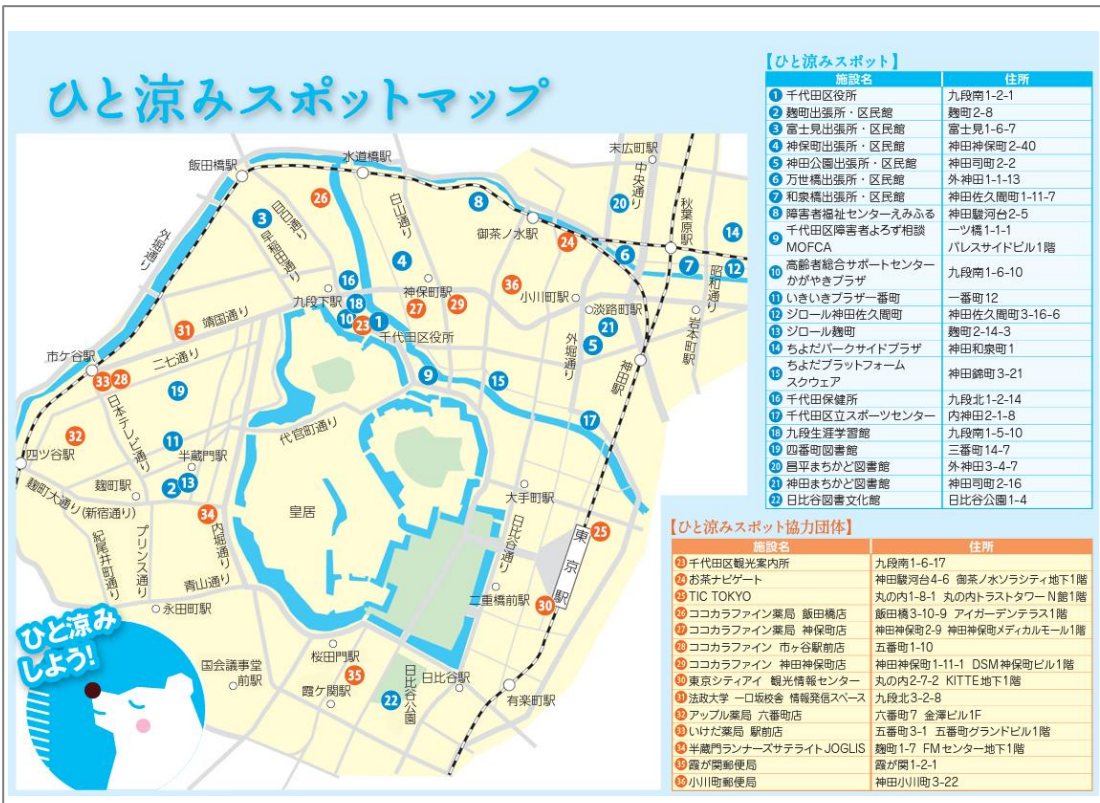 ひと涼みスポットマップ
【ひと涼みスポット】
施設名 住所
1 千代田区役所 九段南1-2-1
2 麴町出張所・区民館 麴町2-8
3 富士見出張所・区民館 富士見1-6-7
4 神保町出張所・区民館 神田神保町2-40
5 神田公園出張所・区民館 神田司町2-2
6 万世橋出張所・区民館 外神田1-1-13
7 和泉橋出張所・区民館 神田佐久間町1-11-7
8 障害者福祉センターえみふる 神田駿河台2-5
9 千代田区障害者よろず相談 一ツ橋1-1-1
MOFCA パレスサイドビル1階
10 高齢者総合サポートセンター 九段南1-6-10
かがやきプラザ
11 いきいきプラザ一番町 一番町12
12 ジロール神田佐久間町 神田佐久間町3-16-6
13 ジロール麴町 麴町2-14-3
14 ちよだパークサイドプラザ 神田和泉町1
15 ちよだプラットフォーム 神田錦町3-21
スクウェア
16 千代田保健所 九段北1-2-14
17 千代田区立スポーツセンター 内神田2-1-8
18 九段生涯学習館 九段南1-5-10
19 四番町図書館 三番町14-7
20 昌平まちかど図書館 外神田3-4-7
21 神田まちかど図書館 神田司町2-16
22 日比谷図書文化館 日比谷公園1-4
【ひと涼みスポット協力団体】
施設名 住所
23 千代田区観光案内所 九段南1-6-17
24 お茶ナビゲート 神田駿河台4-6 御茶ノ水ソラシティ地下1階
25 TIC TOKYO 丸の内1-8-1 丸の内トラストタワーN館1階
26 ココカラファイン薬局 飯田橋店 飯田橋3-10-9 アイガーデンテラス1階
27 ココカラファイン薬局 神保町店 神田神保町2-9 神田神保町メディカルモール1階
28 ココカラファイン 市ヶ谷駅前店 五番町1-10
29 ココカラファイン 神田神保町店 神田神保町1-11-1 DSM神保町ビル1階
30 東京シティアイ 観光情報センター 丸の内2-7-2 KITTE地下1階
31 法政大学 一口坂校舎 情報発信スペース 九段北3-2-8
32 アップル薬局 六番町店 六番町7 金澤ビル1F
33 いけだ薬局 駅前店 五番町3-1 五番町グランドビル1階
34 半蔵門ランナーズサテライトJOGLIS 麴町1-7 FMセンター地下1階
35 霞が関郵便局 霞が関1-2-1
36 小川町郵便局 神田小川町3-22
飯田橋駅
水道橋駅
末広町駅
中央通り
秋葉原駅
26
白山通り
8
20
3
目白通り
早稲田通り
御茶ノ水駅
24
14
外堀通り
4
6
7
昭和通り
12
16
神保町駅
36
小川町駅
九段下駅
18
27
29
淡路町駅
岩本町駅
10
23
1
21
31
靖国通り
千代田区役所
外堀通り
5
神田駅
市ケ谷駅
二七通り
33
28
9
15
19
日本テレビ通り
17
代官町通り
32
11
四ツ谷駅
半蔵門駅
麴町駅
2
13
大手町駅
麴町大通り(新宿通り)
34
皇居
日比谷通り
25
東京駅
紀尾井町通り
プリンス通り
内堀通り
青山通り
二重橋前駅
30
永田町駅
桜田門駅
国会議事堂前駅
35
日比谷公園
日比谷駅
霞ケ関駅
22
有楽町駅
ひと涼み
しよう!